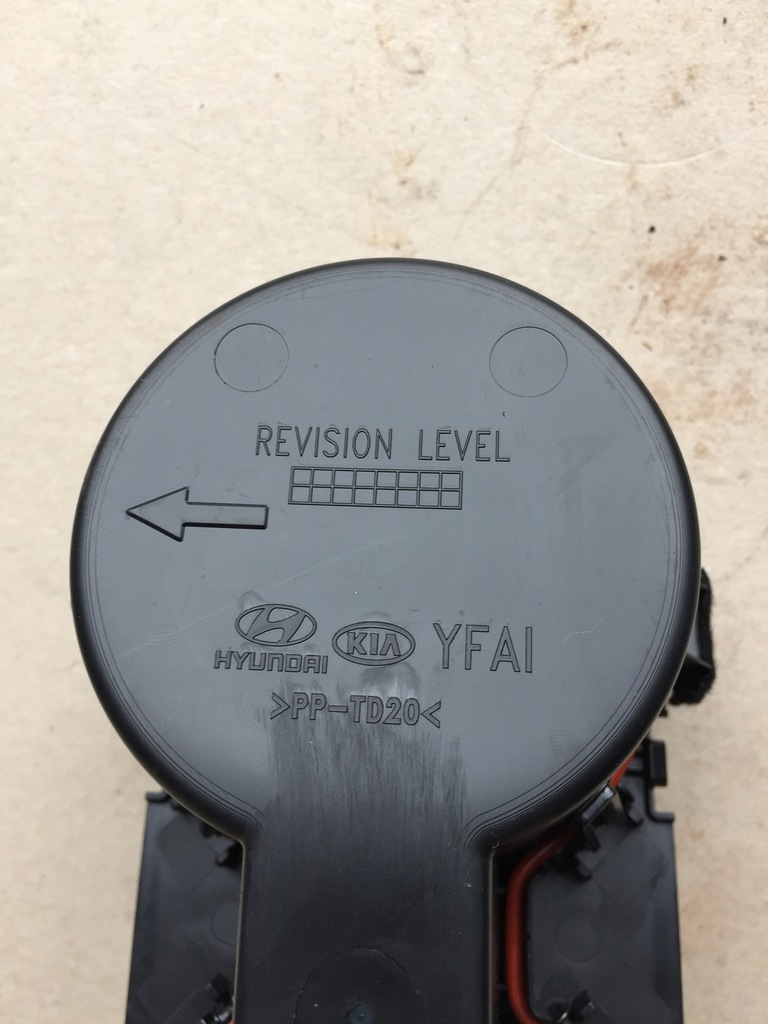 REVISION LEVEL
HYUNDAI KIA YFAI
>PP-TD20<